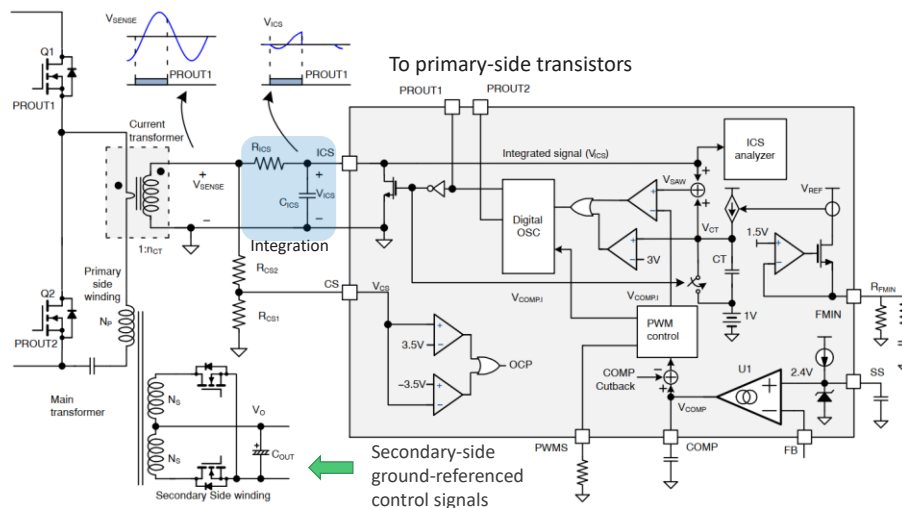 VSENSE
VICS
PROUT1
PROUT1
To primary-side transistors
Q1
PROUT1
PROUT1
PROUT2
Current
transformer
RICS
ICS
Integrated signal (VICS)
ICS
analyzer
+
VSENSE
–
+
CICS
VICS
–
Integration
1:nCT
VSAW
+
+
VREF
Digital
OSC
VCT
1.5V
+
–
+
–
3V
CT
Primary
side
winding
RCS2
CS
VCS
VCOMPI
VCOMPI
RFMIN
FMIN
Q2
NP
PROUT2
RCS1
+
3.5V
–
–3.5V
+
–
OCP
PWM
control
1V
COMP
Cutback
–
+
U1
2.4V
SS
+
–
Main
transformer
VCOMP
NS
VO
NS
+
COUT
PWMS
COMP
FB
Secondary-side
ground-referenced
control signals
Secondary Side winding